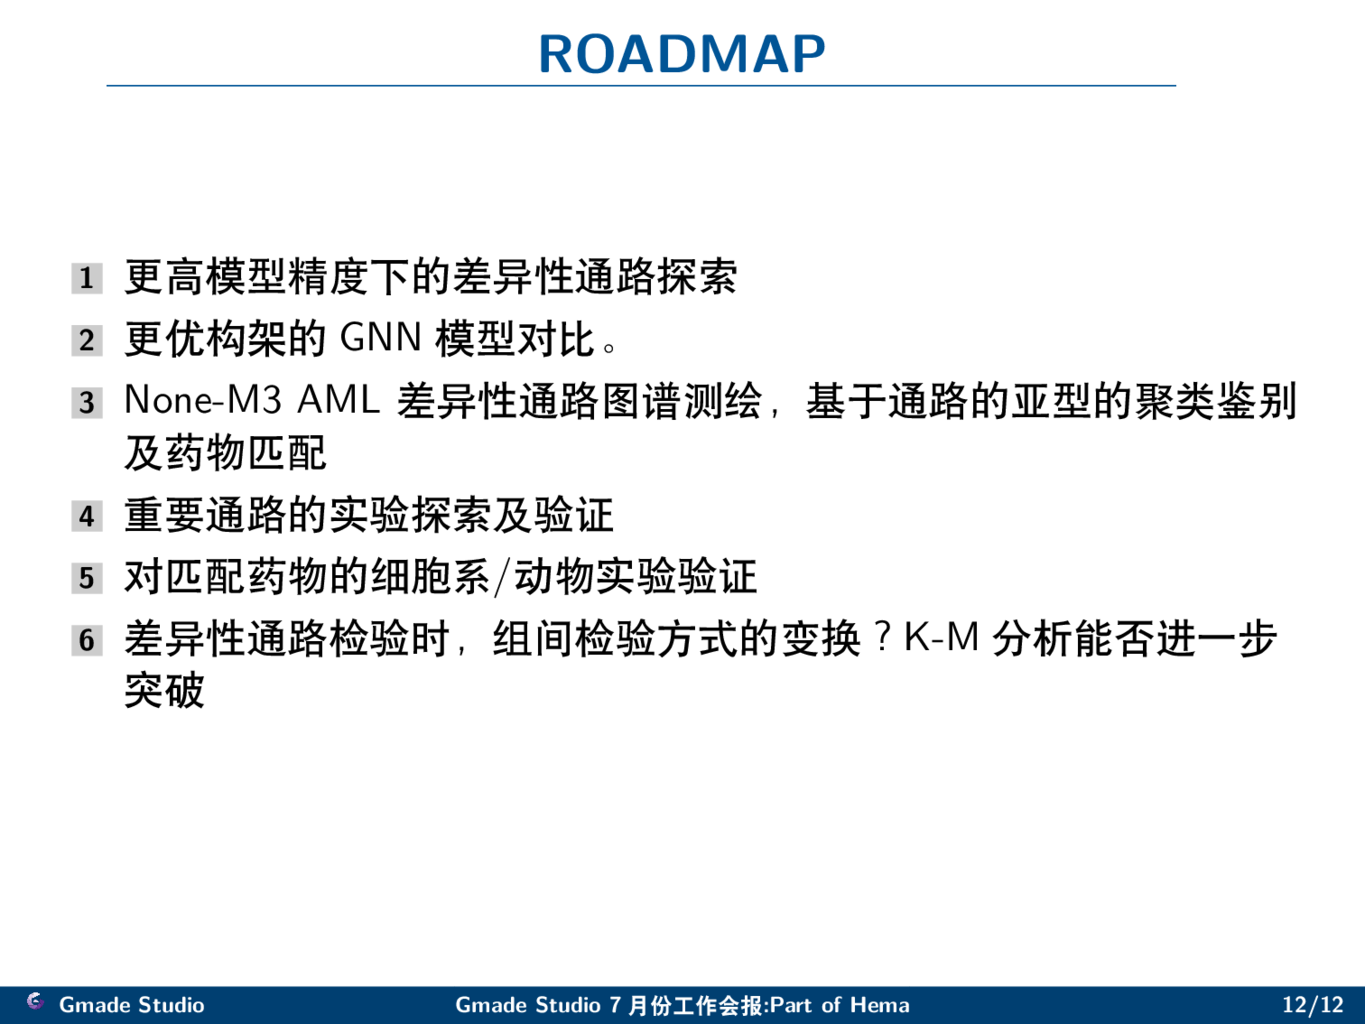 ROADMAP
1 更高模型精度下的差异性通路探索
2 更优构架的 GNN 模型对比。
3 None-M3 AML 差异性通路图谱测绘，基于通路的亚型的聚类鉴别
及药物匹配
4 重要通路的实验探索及验证
5 对匹配药物的细胞系/动物实验验证
6 差异性通路检验时，组间检验方式的变换？K-M 分析能否进一步
突破
Gmade Studio
Gmade Studio 7 月份工作会报:Part of Hema
12/12